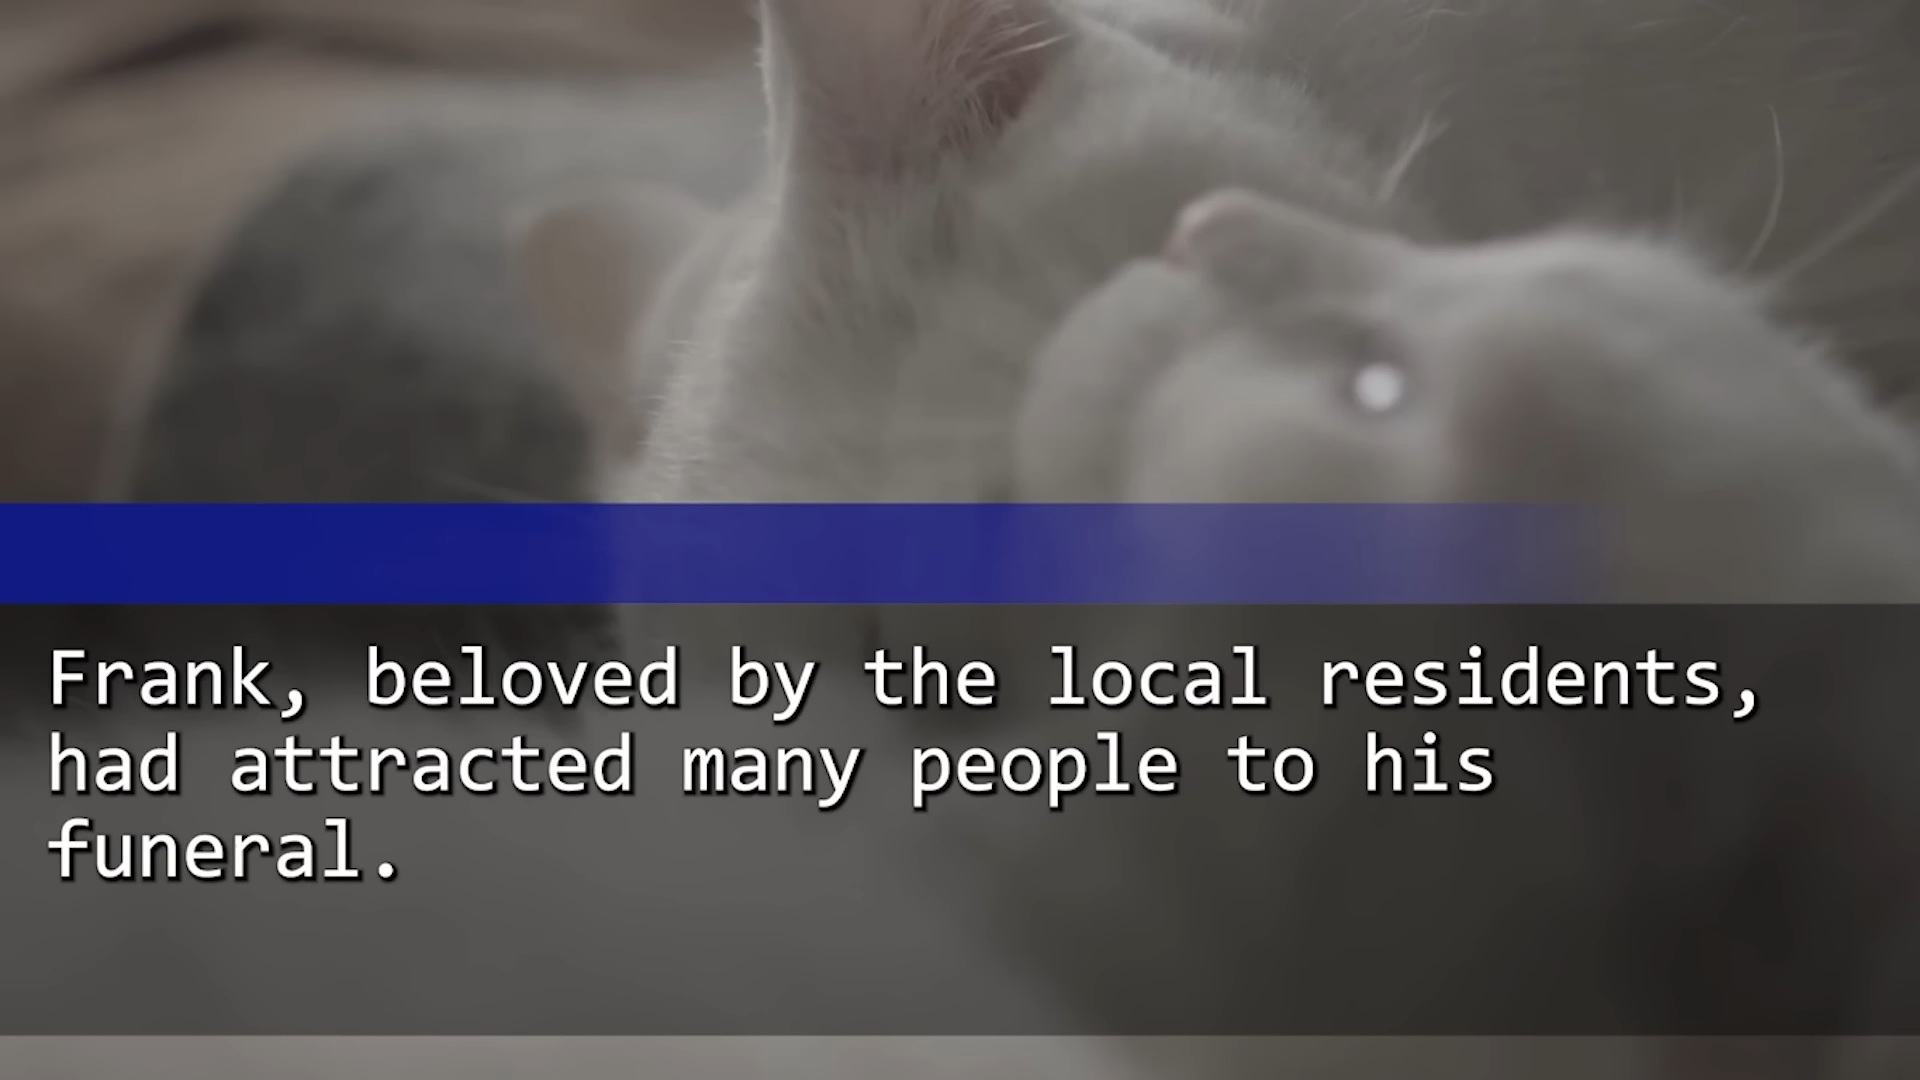 Frank, beloved by the local residents,
had attracted many people to his
funeral.